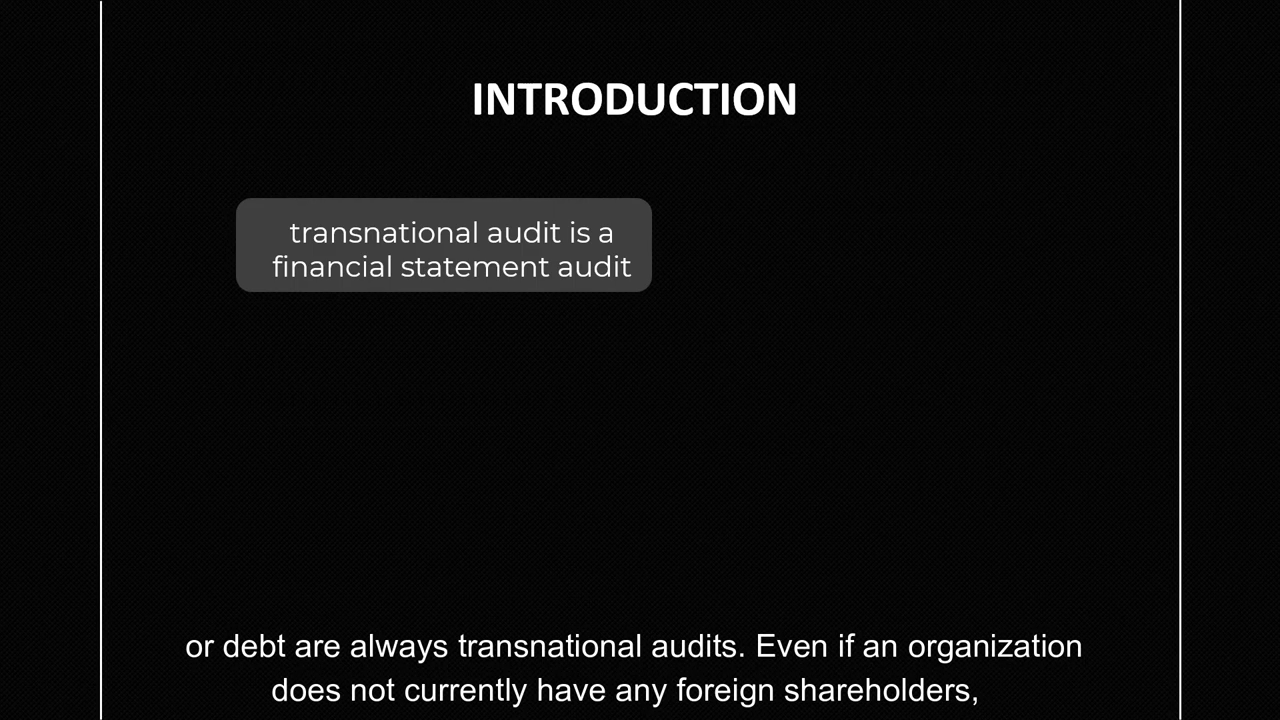 INTRODUCTION
transnational audit is a
financial statement audit
or debt are always transnational audits. Even if an organization
does not currently have any foreign shareholders,